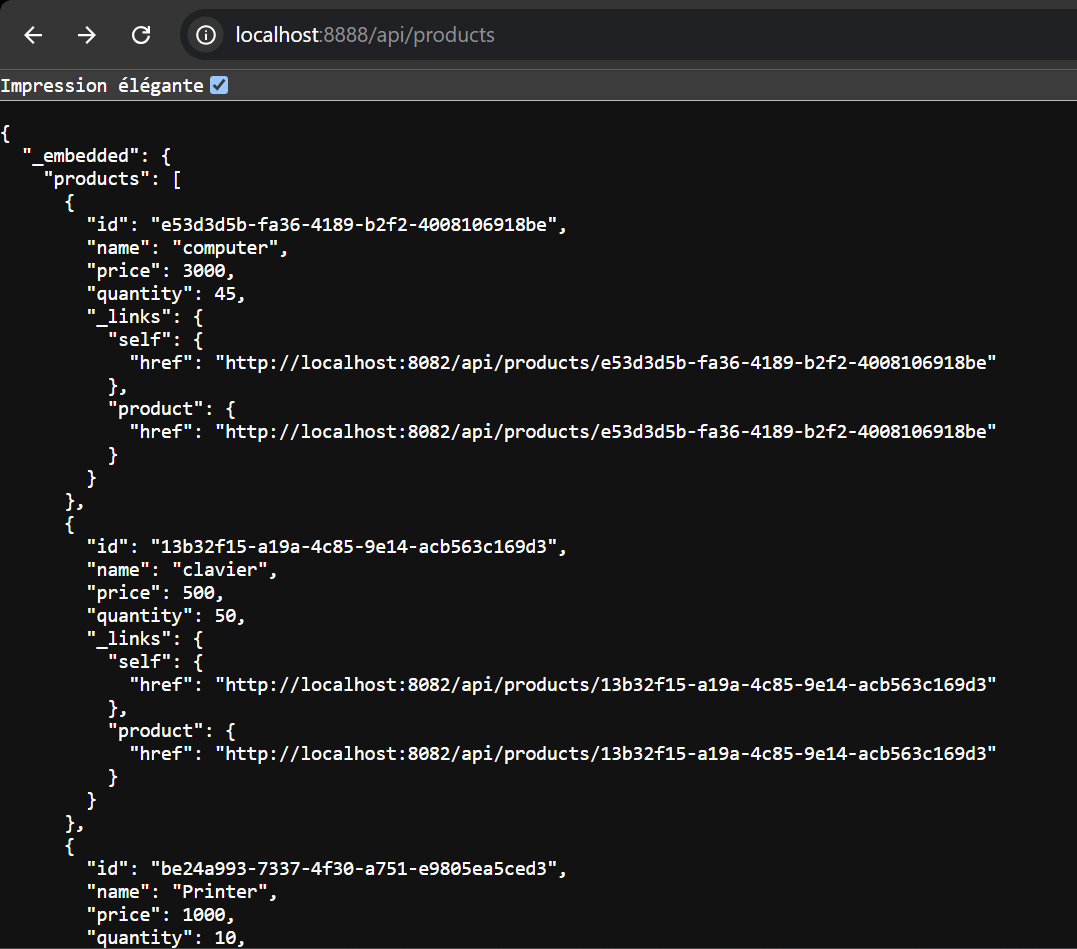 localhost:8888/api/products
Impression élégante
{
  "_embedded": {
    "products": [
      {
        "id": "e53d3d5b-fa36-4189-b2f2-4008106918be",
        "name": "computer",
        "price": 3000,
        "quantity": 45,
        "_links": {
          "self": {
            "href": "http://localhost:8082/api/products/e53d3d5b-fa36-4189-b2f2-4008106918be"
          },
          "product": {
            "href": "http://localhost:8082/api/products/e53d3d5b-fa36-4189-b2f2-4008106918be"
          }
        }
      },
      {
        "id": "13b32f15-a19a-4c85-9e14-acb563c169d3",
        "name": "clavier",
        "price": 500,
        "quantity": 50,
        "_links": {
          "self": {
            "href": "http://localhost:8082/api/products/13b32f15-a19a-4c85-9e14-acb563c169d3"
          },
          "product": {
            "href": "http://localhost:8082/api/products/13b32f15-a19a-4c85-9e14-acb563c169d3"
          }
        }
      },
      {
        "id": "be24a993-7337-4f30-a751-e9805ea5ced3",
        "name": "Printer",
        "price": 1000,
        "quantity": 10,